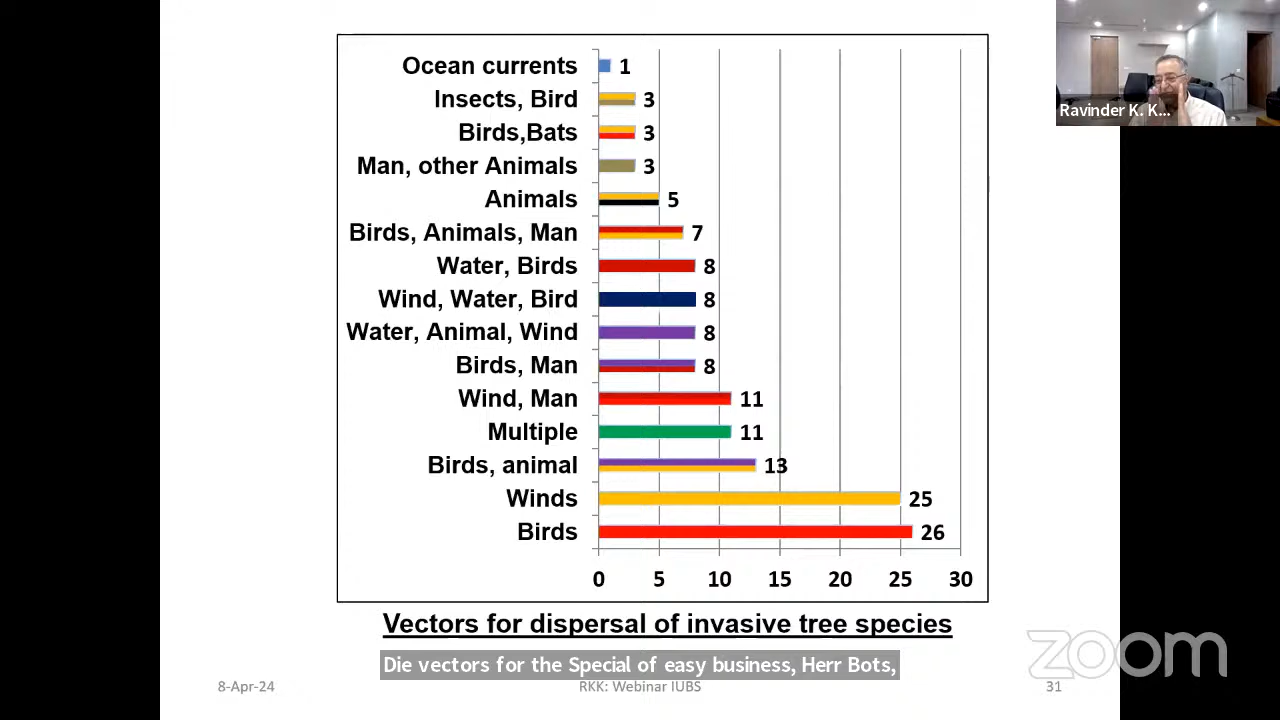 Ocean currents 1
Insects, Bird 3
Birds,Bats 3
Man, other Animals 3
Animals 5
Birds, Animals, Man 7
Water, Birds 8
Wind, Water, Bird 8
Water, Animal, Wind 8
Birds, Man 8
Wind, Man 11
Multiple 11
Birds, animal 13
Winds 25
Birds 26
0 5 10 15 20 25 30
Vectors for dispersal of invasive tree species
Die vectors for the Special of easy business, Herr Bots,
8-Apr-24 RKK: Webinar IUBS 31
Ravinder K. K...
zoom